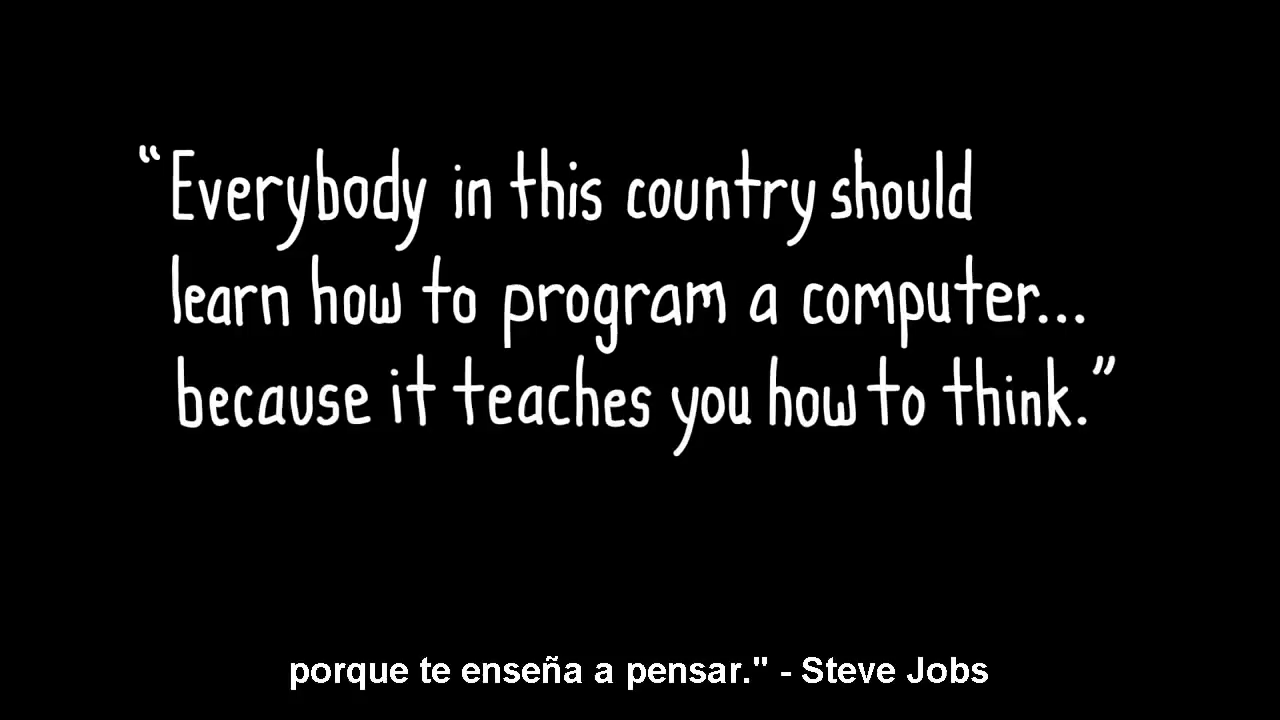 “Everybody in this country should
learn how to program a computer...
because it teaches you how to think.”
porque te enseña a pensar." - Steve Jobs